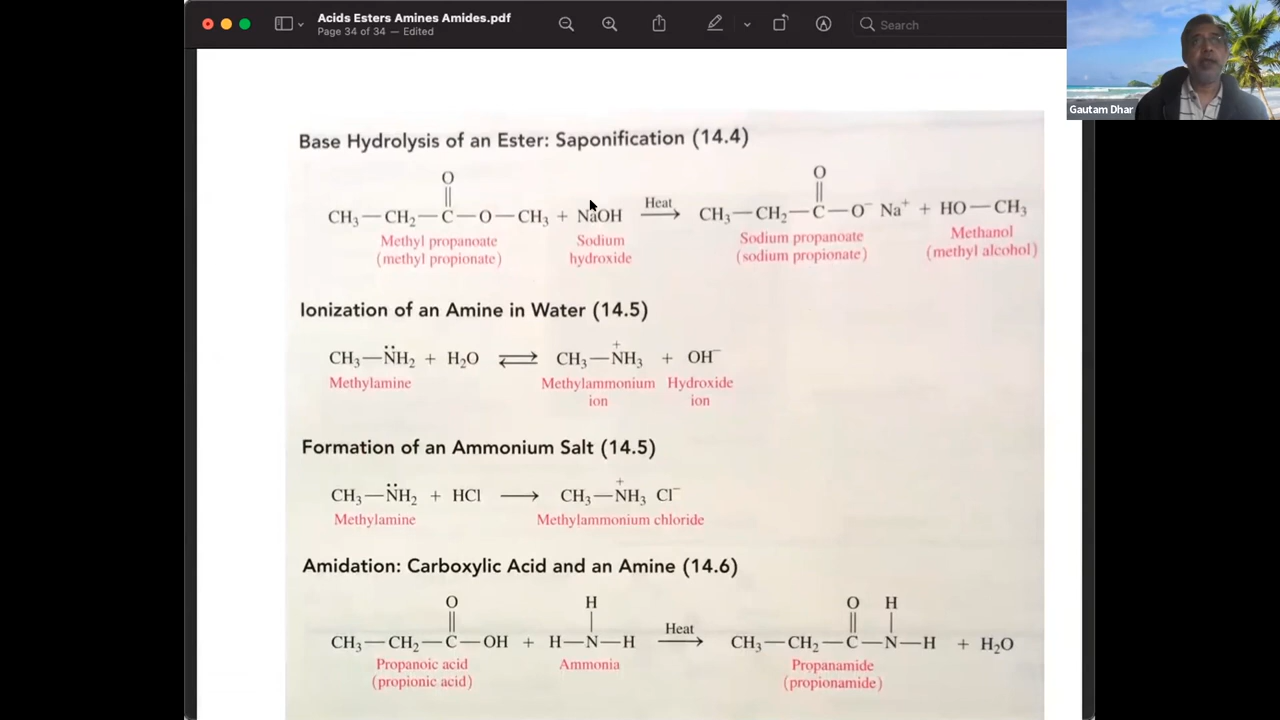 Acids Esters Amines Amides.pdf
Page 34 of 34 — Edited
Search
Gautam Dhar
Base Hydrolysis of an Ester: Saponification (14.4)
O
O
CH₃—CH₂—C—O—CH₃ + NaOH Heat → CH₃—CH₂—C—O⁻ Na⁺ + HO—CH₃
Methyl propanoate Sodium Sodium propanoate Methanol
(methyl propionate) hydroxide (sodium propionate) (methyl alcohol)
Ionization of an Amine in Water (14.5)
CH₃—N̈H₂ + H₂O ⇌ CH₃—N⁺H₃ + OH⁻
Methylamine Methylammonium Hydroxide
ion ion
Formation of an Ammonium Salt (14.5)
CH₃—N̈H₂ + HCl → CH₃—N⁺H₃ Cl⁻
Methylamine Methylammonium chloride
Amidation: Carboxylic Acid and an Amine (14.6)
O H O H
CH₃—CH₂—C—OH + H—N—H Heat → CH₃—CH₂—C—N—H + H₂O
Propanoic acid Ammonia Propanamide
(propionic acid) (propionamide)